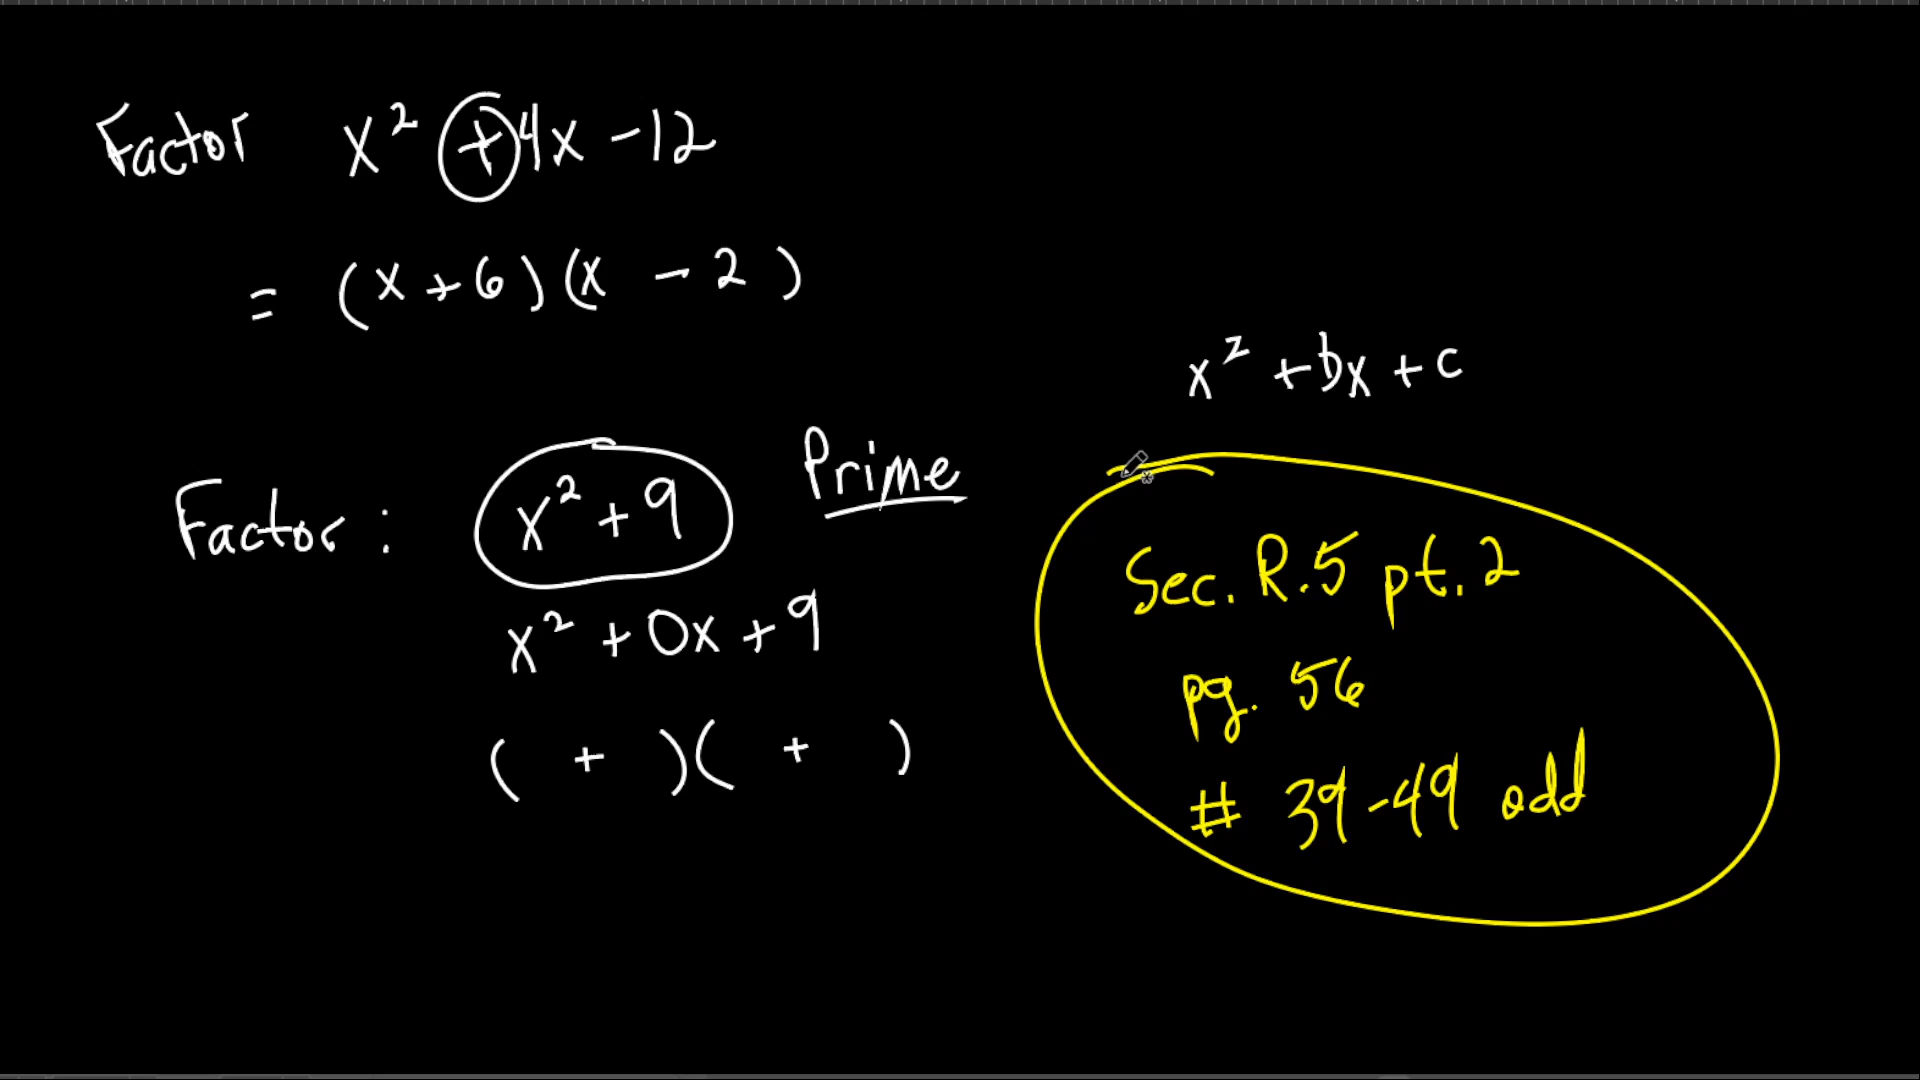 Factor x² + 4x - 12
= (x + 6)(x - 2)
x² + bx + c
Factor: x² + 9 Prime
x² + 0x + 9
( + )( + )
Sec. R.5 pt. 2
pg. 56
# 39-49 odd